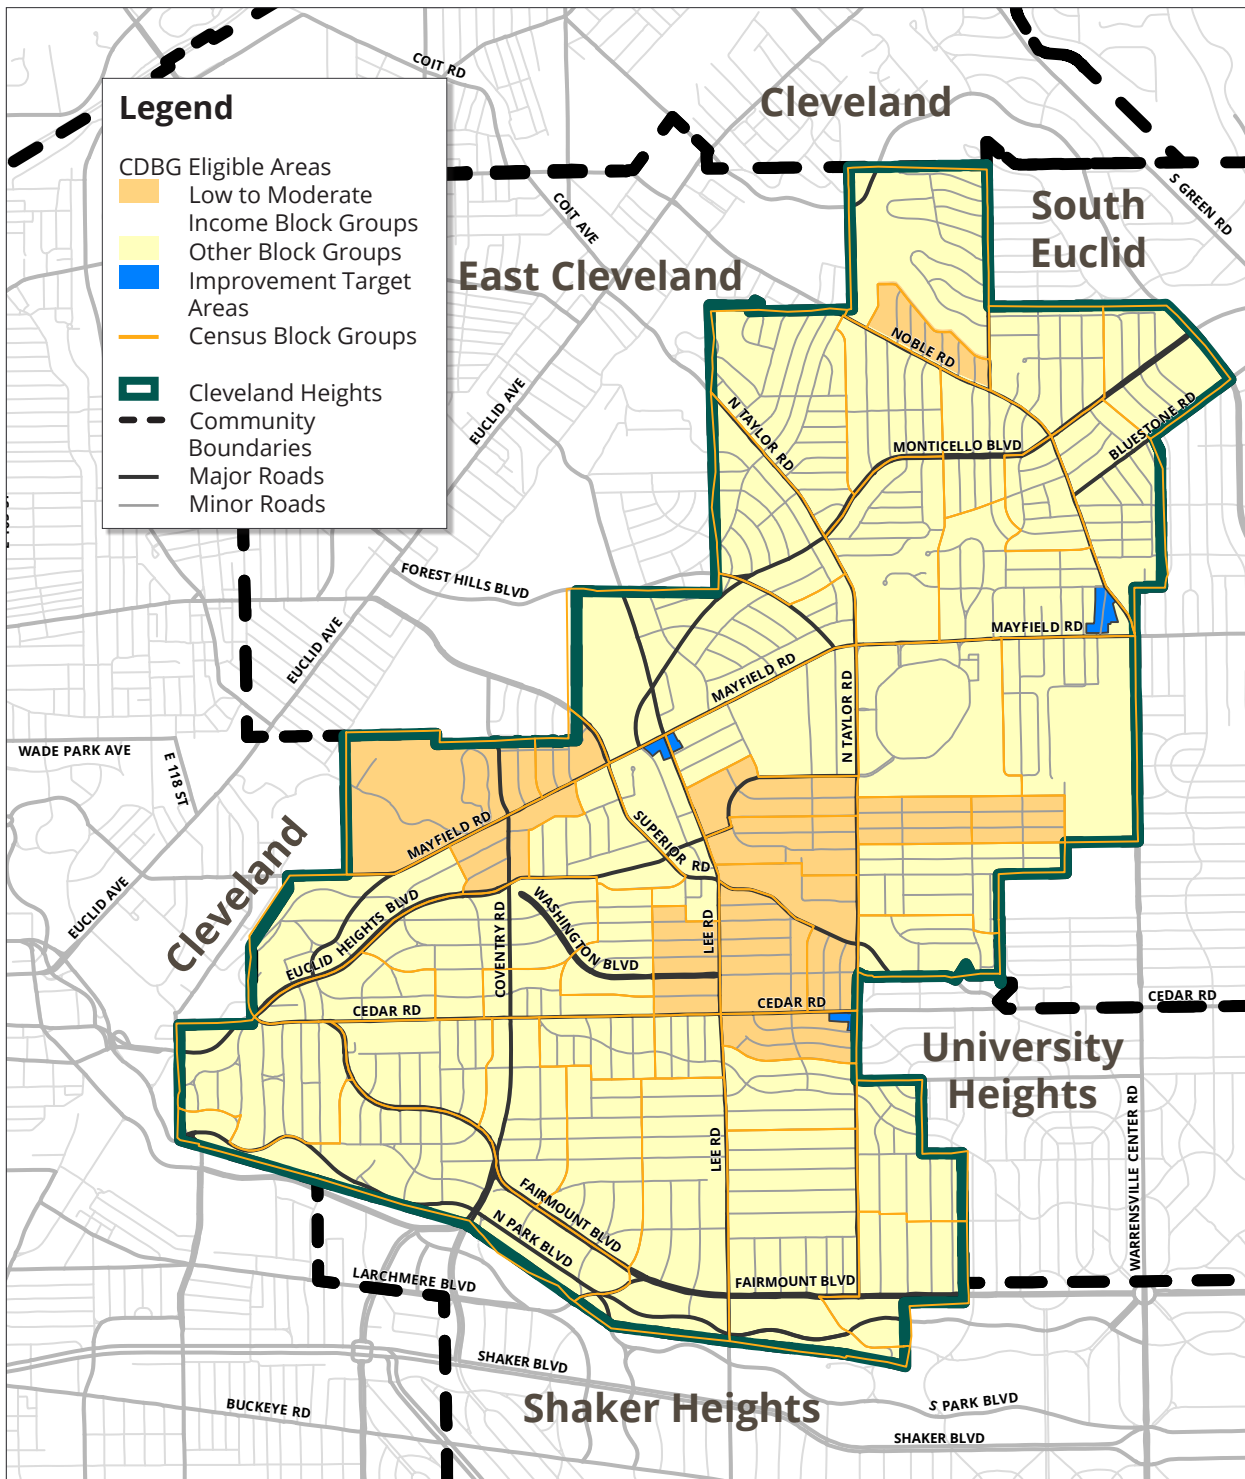 COIT RD
Cleveland
Legend
CDBG Eligible Areas
Low to Moderate
Income Block Groups
Other Block Groups
Improvement Target
Areas
Census Block Groups
Cleveland Heights
Community
Boundaries
Major Roads
Minor Roads
S GREEN RD
COIT AVE
South
Euclid
East Cleveland
NOBLE RD
EUCLID AVE
N TAYLOR RD
BLUESTONE RD
MONTICELLO BLVD
FOREST HILLS BLVD
EUCLID AVE
MAYFIELD RD
MAYFIELD RD
N TAYLOR RD
WADE PARK AVE
E 118 ST
MAYFIELD RD
SUPERIOR RD
Cleveland
EUCLID AVE
EUCLID HEIGHTS BLVD
WASHINGTON BLVD
COVENTRY RD
LEE RD
CEDAR RD
CEDAR RD
CEDAR RD
University
Heights
WARRENSVILLE CENTER RD
LEE RD
FAIRMOUNT BLVD
N PARK BLVD
LARCHMERE BLVD
FAIRMOUNT BLVD
SHAKER BLVD
Shaker Heights
BUCKEYE RD
S PARK BLVD
SHAKER BLVD